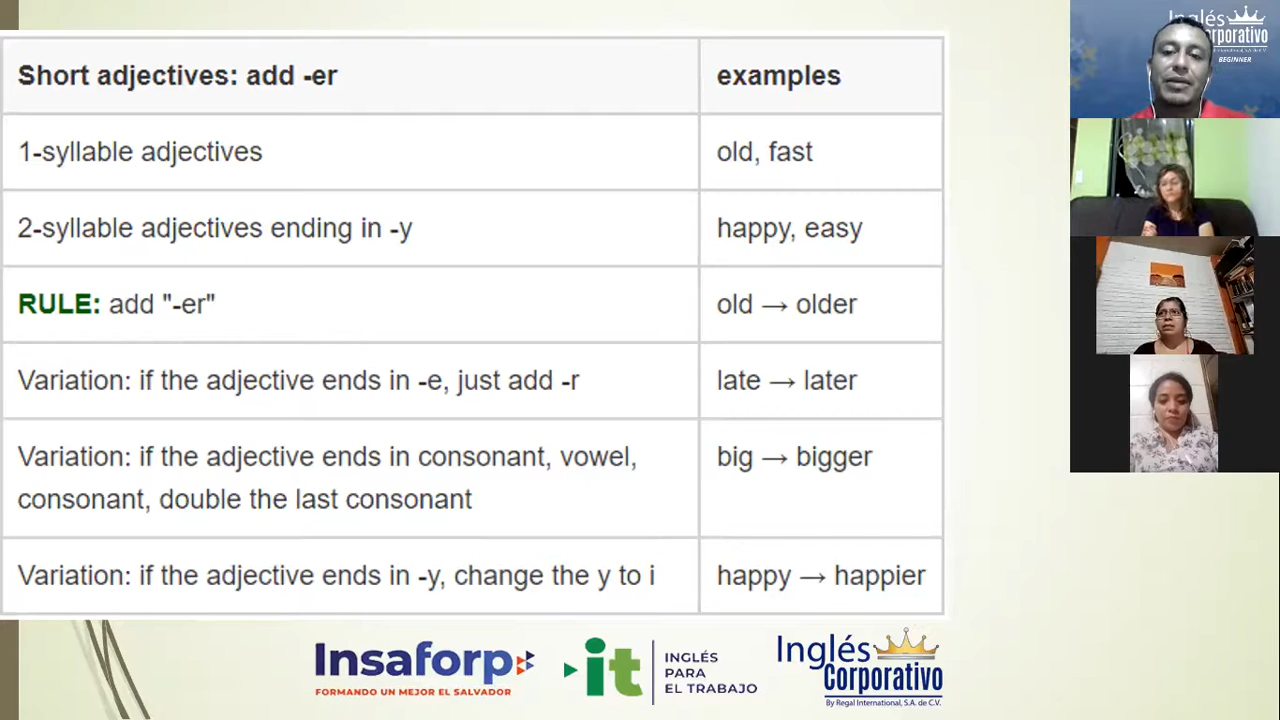 Short adjectives: add -er
examples
1-syllable adjectives
old, fast
2-syllable adjectives ending in -y
happy, easy
RULE: add "-er"
old → older
Variation: if the adjective ends in -e, just add -r
late → later
Variation: if the adjective ends in consonant, vowel,
consonant, double the last consonant
big → bigger
Variation: if the adjective ends in -y, change the y to i
happy → happier
Insaforp
FORMANDO UN MEJOR EL SALVADOR
it
INGLÉS
PARA
EL TRABAJO
Inglés
Corporativo
By Regal International, S.A. de C.V.
Inglés
BEGINNER